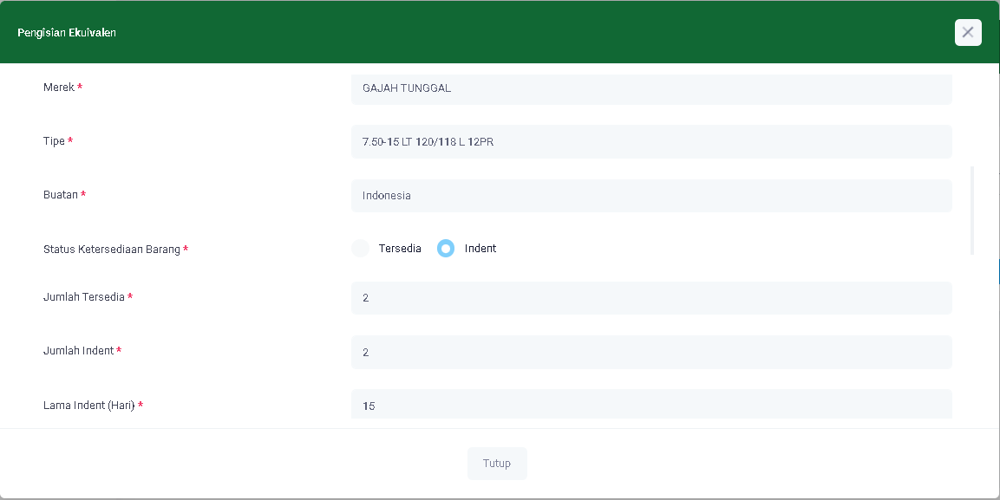 Pengisian Ekuivalen
Merek *
GAJAH TUNGGAL
Tipe *
7.50-15 LT 120/118 L 12PR
Buatan *
Indonesia
Status Ketersediaan Barang *
Tersedia
Indent
Jumlah Tersedia *
2
Jumlah Indent *
2
Lama Indent (Hari) *
15
Tutup